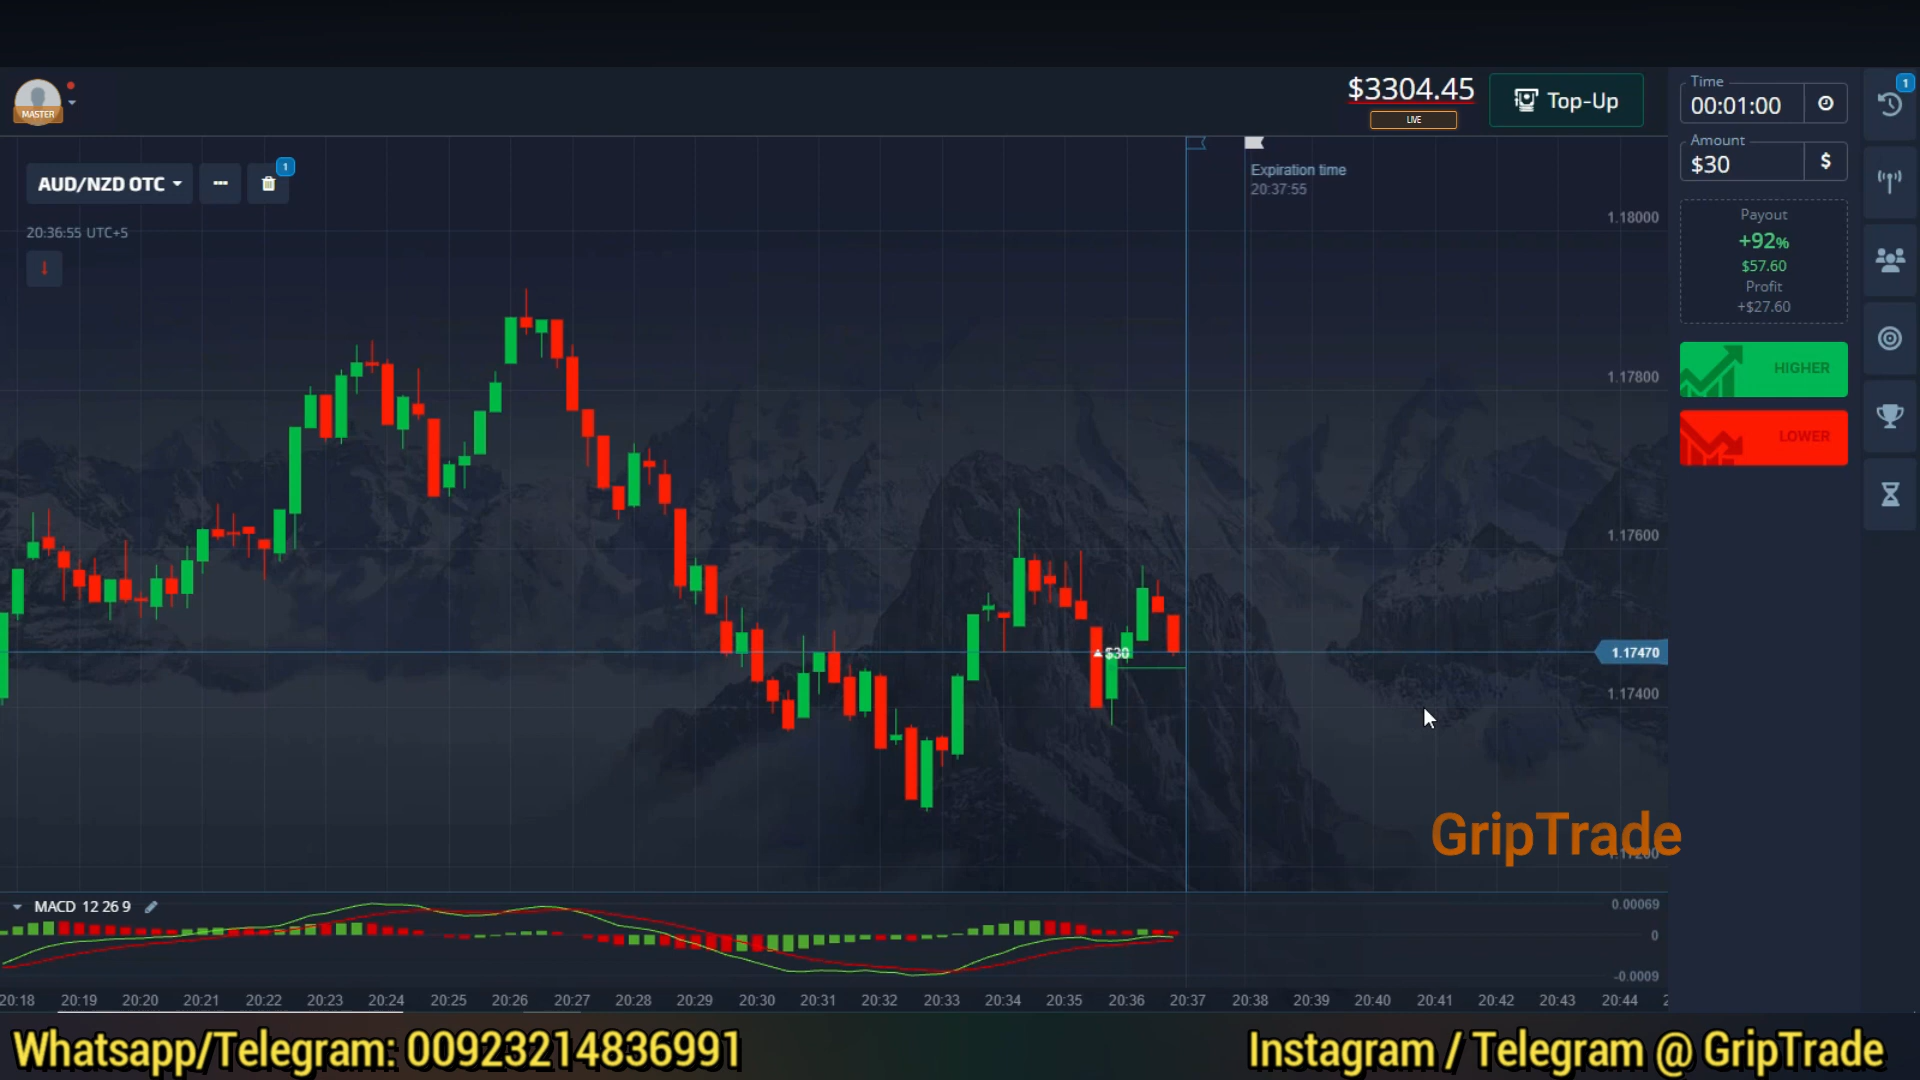 MASTER
$3304.45
LIVE
Top-Up
Time
00:01:00
1
Amount
$30
$
AUD/NZD OTC
1
20:36:55 UTC+5
Expiration time
20:37:55
Payout
+92%
$57.60
Profit
+$27.60
HIGHER
LOWER
1.18000
1.17800
1.17600
1.17470
1.17400
1.17200
$30
GripTrade
MACD 12 26 9
0.00069
0
-0.0009
20:18 20:19 20:20 20:21 20:22 20:23 20:24 20:25 20:26 20:27 20:28 20:29 20:30 20:31 20:32 20:33 20:34 20:35 20:36 20:37 20:38 20:39 20:40 20:41 20:42 20:43 20:44
Whatsapp/Telegram: 00923214836991
Instagram / Telegram @ GripTrade